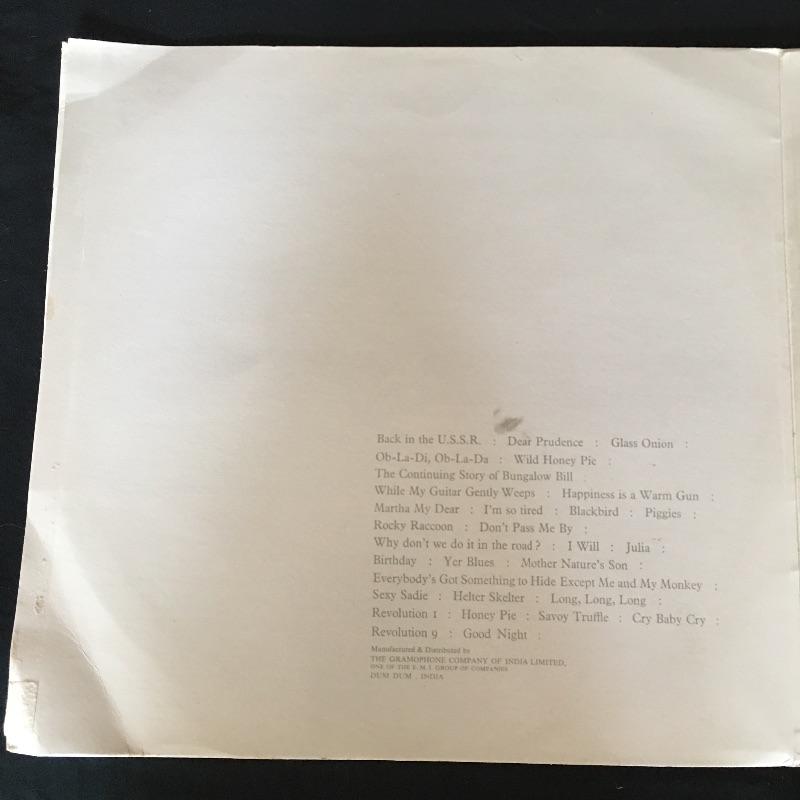 Back in the U.S.S.R. : Dear Prudence : Glass Onion :
Ob-La-Di, Ob-La-Da : Wild Honey Pie :
The Continuing Story of Bungalow Bill :
While My Guitar Gently Weeps : Happiness is a Warm Gun :
Martha My Dear : I'm so tired : Blackbird : Piggies :
Rocky Raccoon : Don't Pass Me By :
Why don't we do it in the road? : I Will : Julia :
Birthday : Yer Blues : Mother Nature's Son :
Everybody's Got Something to Hide Except Me and My Monkey :
Sexy Sadie : Helter Skelter : Long, Long, Long :
Revolution 1 : Honey Pie : Savoy Truffle : Cry Baby Cry :
Revolution 9 : Good Night :
Manufactured & Distributed by
THE GRAMOPHONE COMPANY OF INDIA LIMITED,
ONE OF THE E.M.I. GROUP OF COMPANIES
DUM DUM . INDIA